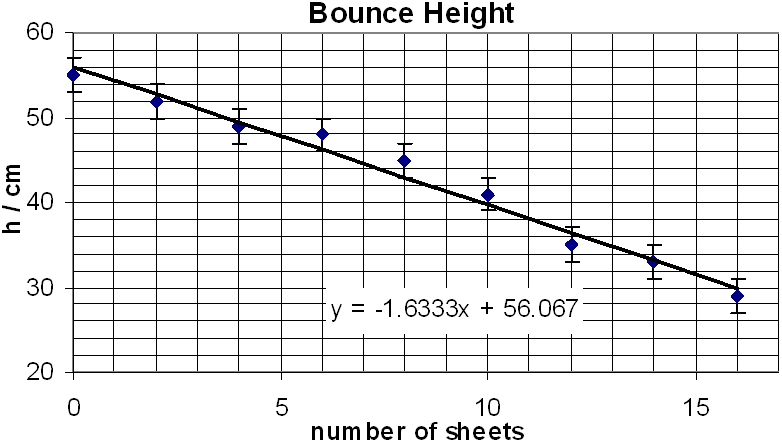 Bounce Height
60
50
40
30
20
h / cm
y = -1.6333x + 56.067
0 5 10 15
number of sheets